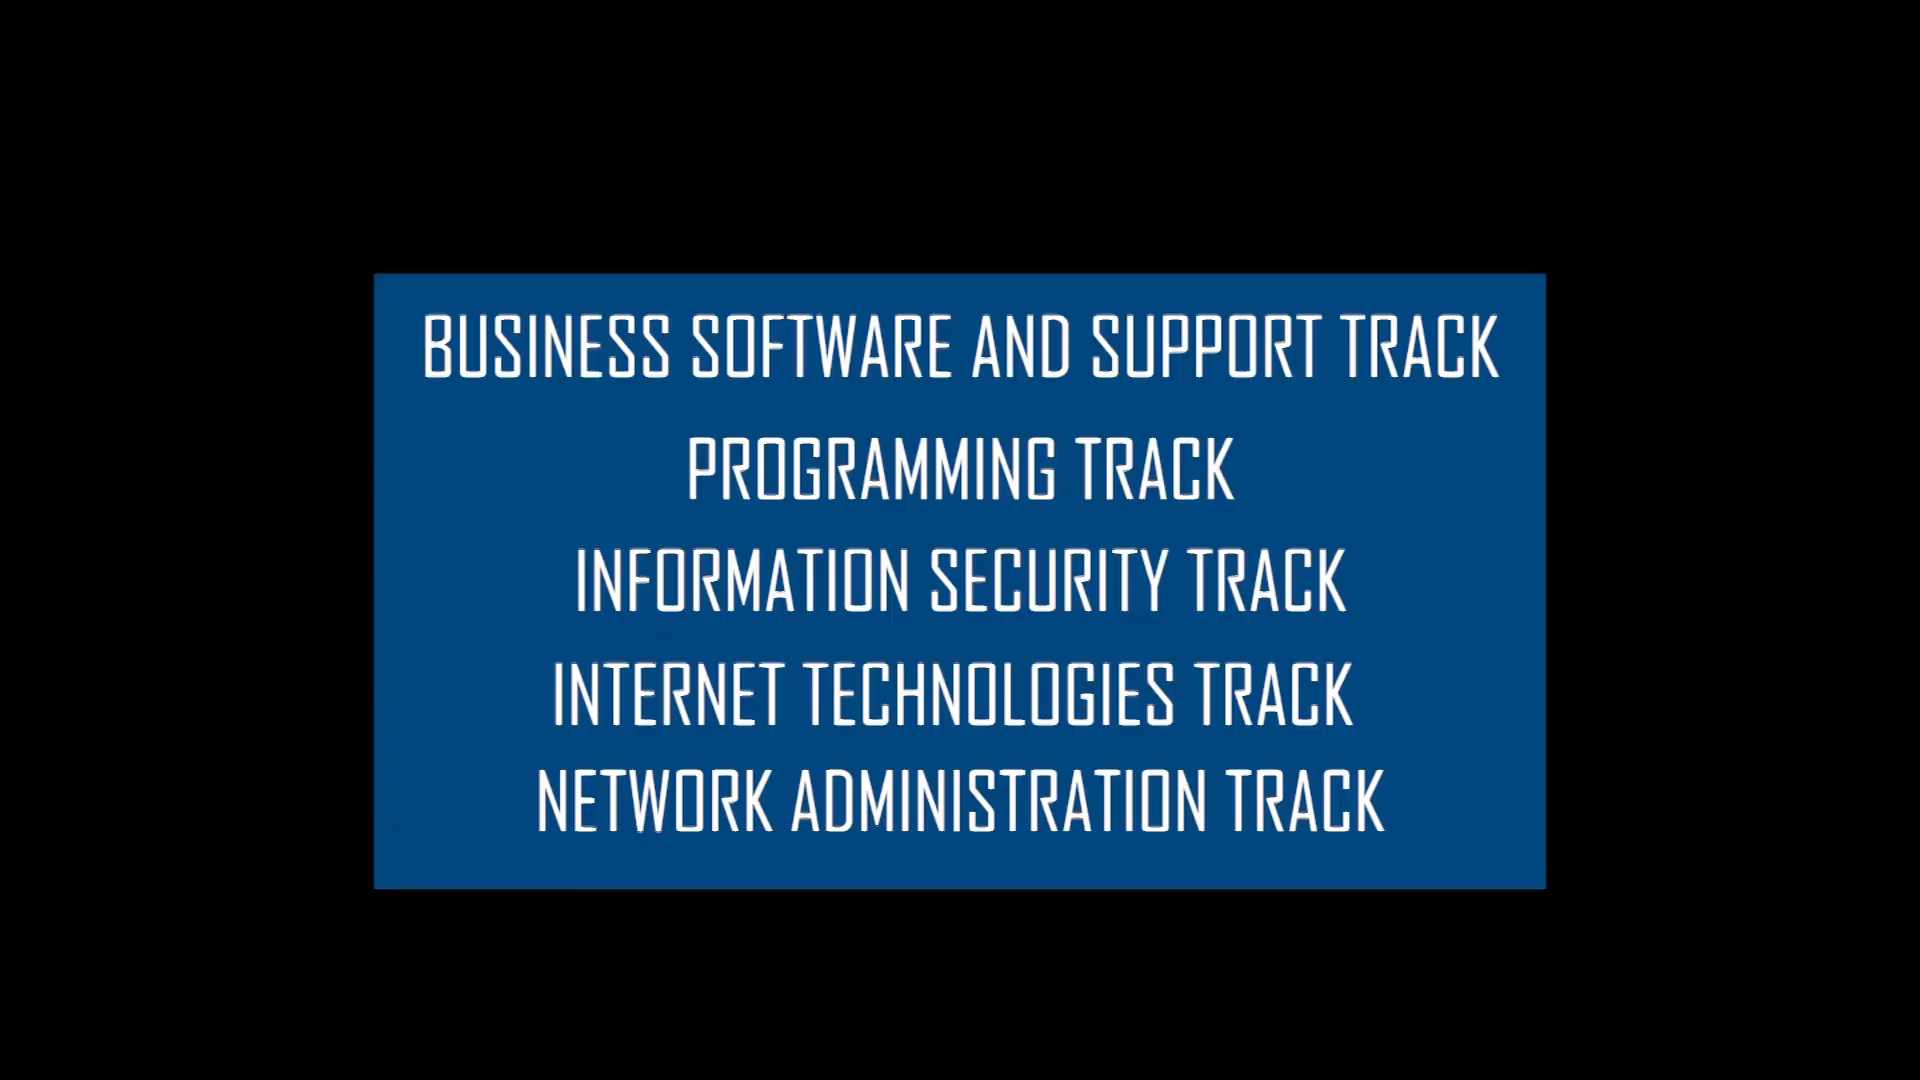 BUSINESS SOFTWARE AND SUPPORT TRACK
PROGRAMMING TRACK
INFORMATION SECURITY TRACK
INTERNET TECHNOLOGIES TRACK
NETWORK ADMINISTRATION TRACK